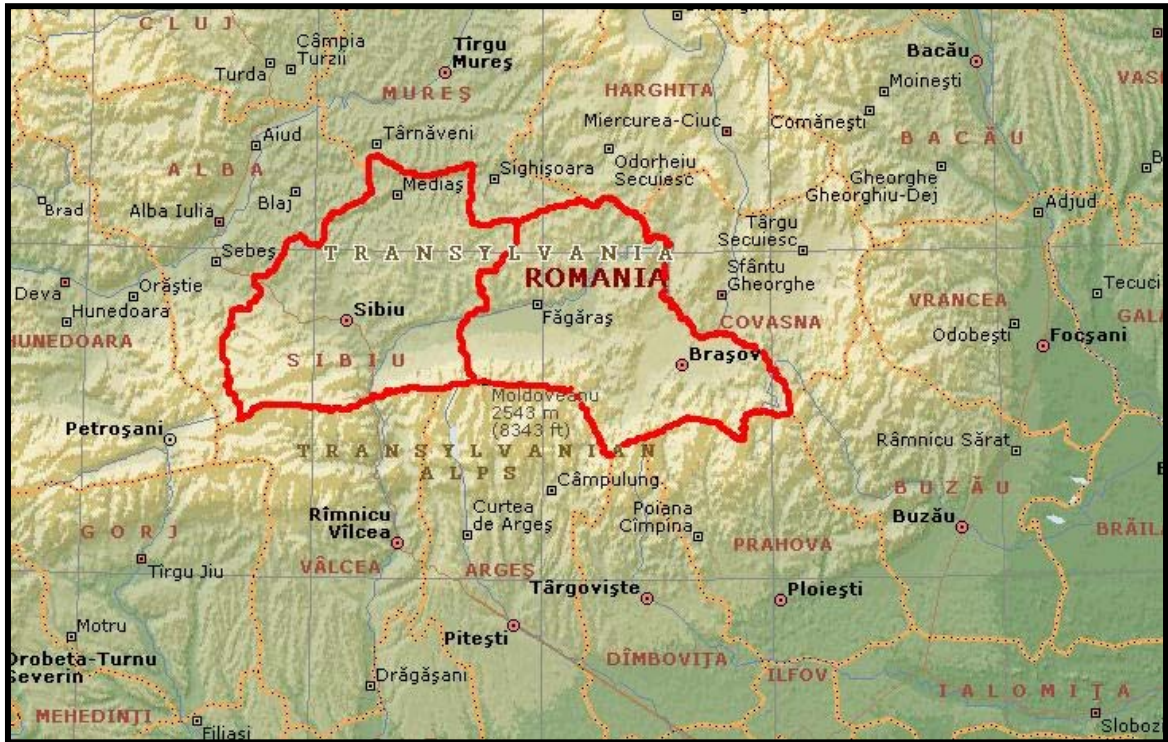 CLUJ
Câmpia
Turzii
Turda
Tîrgu
Mureş
MUREŞ
HARGHITA
Bacău
Moineşti
Comăneşti
Miercurea-Ciuc
BACĂU
Aiud
Târnăveni
ALBA
Sighişoara
Odorheiu
Secuiesc
Gheorghe
Gheorghiu-Dej
Mediaş
Blaj
Brad
Alba Iulia
Adjud
Târgu
Secuiesc
Sebeş
TRANSYLVANIA
ROMANIA
Sfântu
Gheorghe
Deva
Orăştie
Hunedoara
HUNEDOARA
Sibiu
Făgăraş
COVASNA
VRANCEA
Tecuci
Odobeşti
Focşani
SIBIU
Braşov
Moldoveanu
2543 m
(8343 ft)
Petroşani
TRANSYLVANIAN
ALPS
Râmnicu Sărat
BUZĂU
Câmpulung
Curtea
de Argeş
Poiana
Cîmpina
Rîmnicu
Vîlcea
GORJ
Buzău
BRĂILA
PRAHOVA
Tîrgu Jiu
VÂLCEA
ARGEŞ
Târgovişte
Ploieşti
Piteşti
Motru
Drobeta-Turnu
Severin
DÎMBOVIŢA
ILFOV
Drăgăşani
IALOMIŢA
MEHEDINŢI
Filiaşi
Sloboz